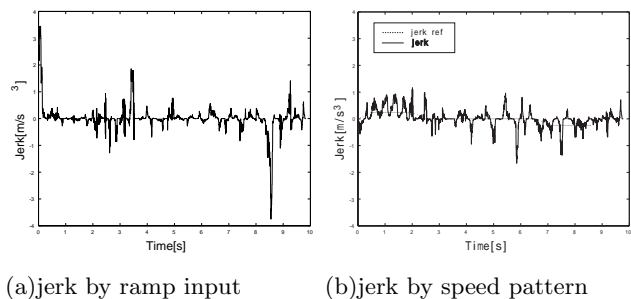 4
3
2
1
0
-1
-2
-3
-4
0 1 2 3 4 5 6 7 8 9 10
Jerk[m/s 3]
Time[s]
4
3
2
1
0
-1
-2
-3
-4
0 1 2 3 4 5 6 7 8 9 10
Jerk[m/s3]
Time[s]
jerk ref
jerk
(a)jerk by ramp input
(b)jerk by speed pattern